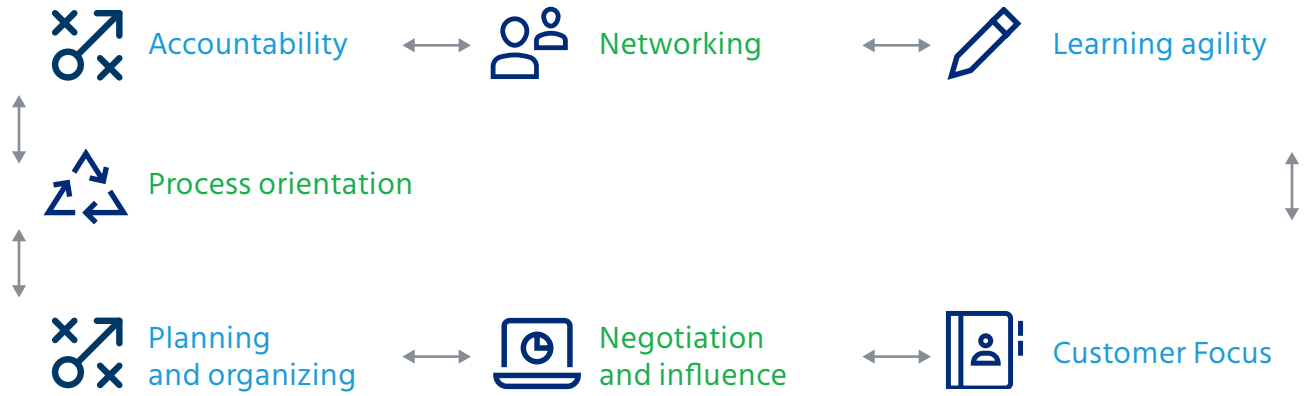 Accountability
Networking
Learning agility
Process orientation
Planning
and organizing
Negotiation
and influence
Customer Focus